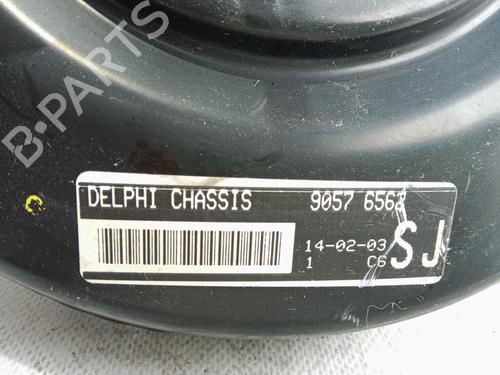 B-PARTS
DELPHI CHASSIS 9057 6562
14-02-03 SJ
1 C6